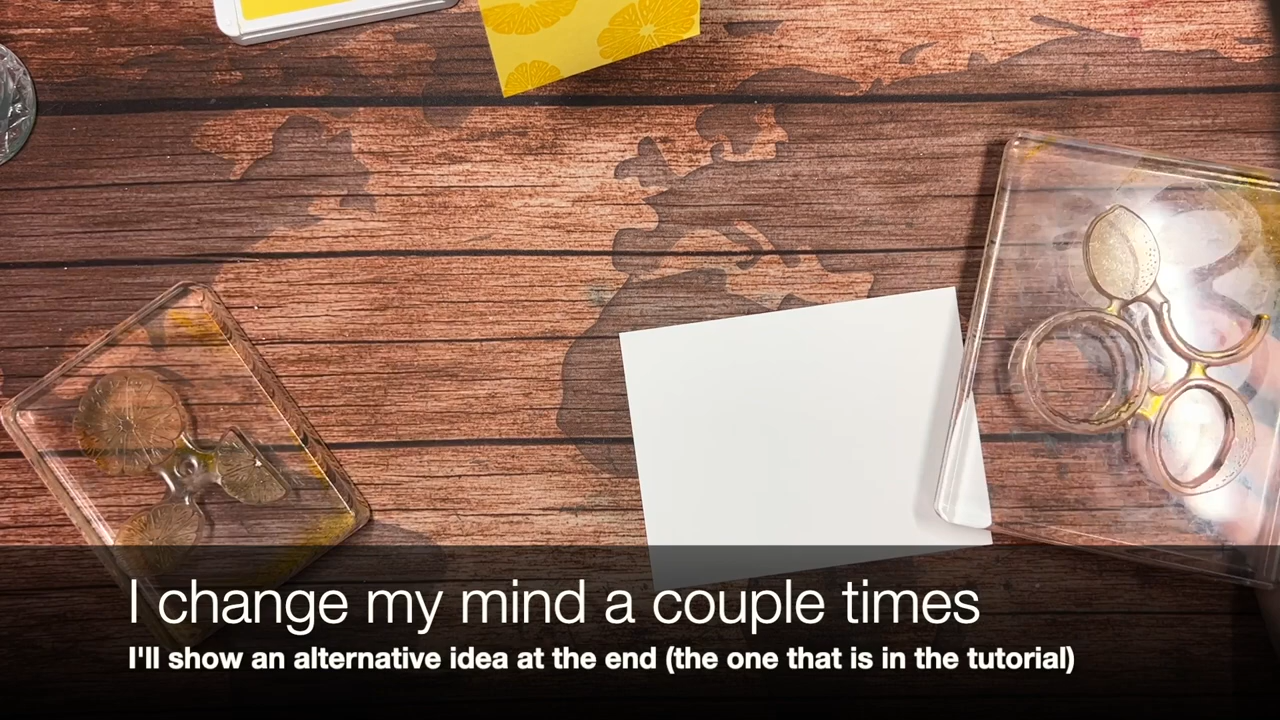 I change my mind a couple times
I'll show an alternative idea at the end (the one that is in the tutorial)